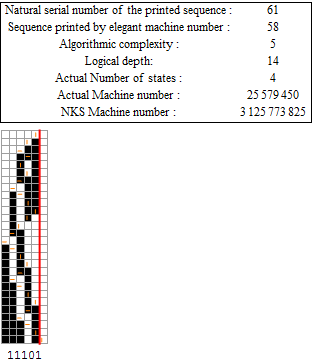 Natural serial number of the printed sequence : 61
Sequence printed by elegant machine number : 58
Algorithmic complexity : 5
Logical depth: 14
Actual Number of states : 4
Actual Machine number : 25 579 450
NKS Machine number : 3 125 773 825
11101